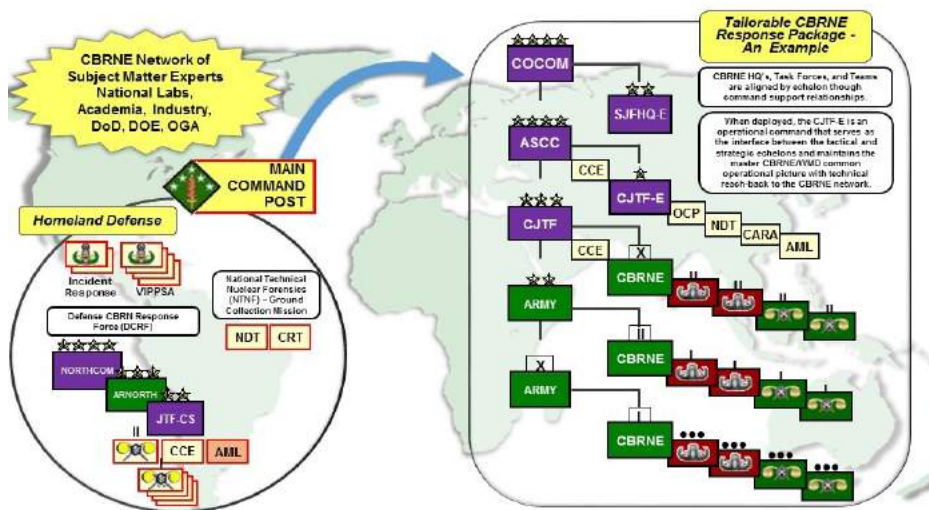 CBRNE Network of
Subject Matter Experts
National Labs,
Academia, Industry,
DoD, DOE, OGA
MAIN
COMMAND
POST
Homeland Defense
Incident
Response
VIPPSA
National Technical
Nuclear Forensics
(NTNF) – Ground
Collection Mission
NDT
CRT
Defense CBRN Response
Force (DCRF)
NORTHCOM
ARNORTH
JTF-CS
II
CCE
AML
Tailorable CBRNE
Response Package -
An Example
CBRNE HQ's, Task Forces, and Teams
are aligned by echelon though
command support relationships.
When deployed, the CJTF-E is an
operational command that serves as
the interface between the tactical and
strategic echelons and maintains the
master CBRNE/WMD common
operational picture with technical
reach-back to the CBRNE network.
COCOM
SJFHQ-E
ASCC
CCE
CJTF-E
OCP
NDT
CARA
AML
CJTF
CCE
X
CBRNE
II
II
II
II
ARMY
II
CBRNE
I
I
I
I
X
ARMY
I
CBRNE